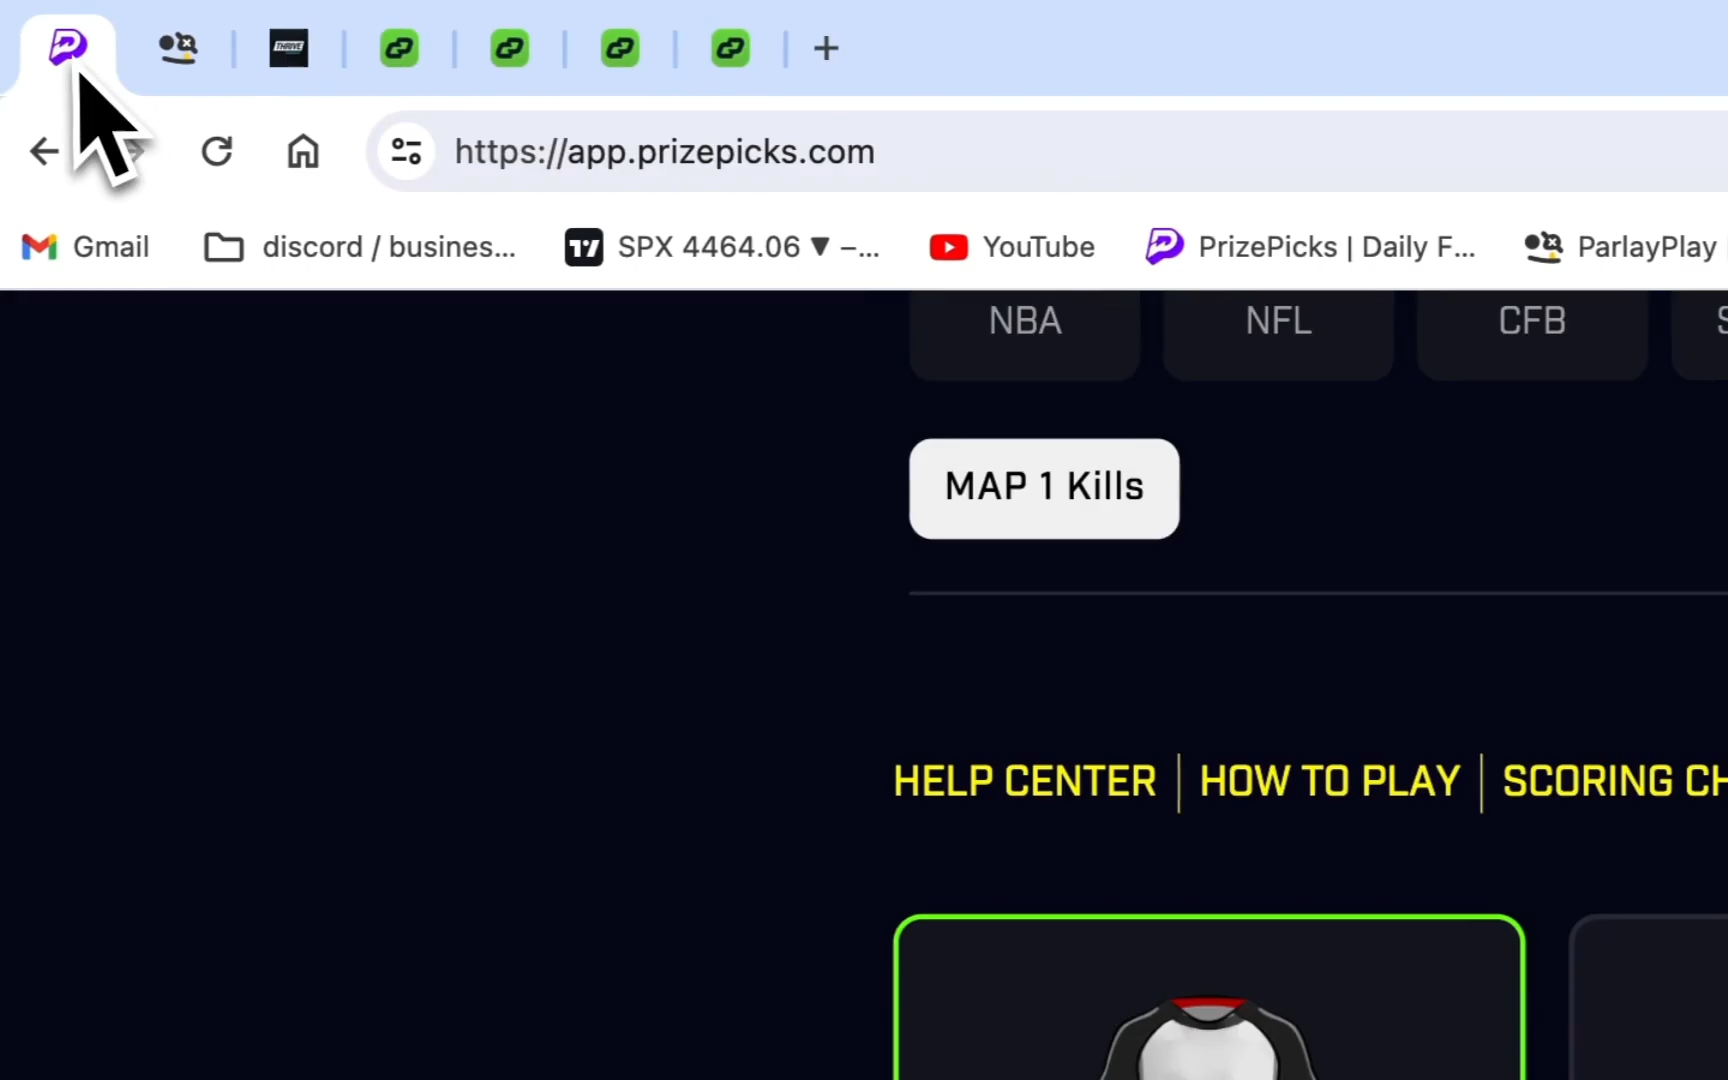 THRIVE
https://app.prizepicks.com
Gmail
discord / busines...
SPX 4464.06 ▼ –...
YouTube
PrizePicks | Daily F...
ParlayPlay
NBA
NFL
CFB
S
MAP 1 Kills
HELP CENTER
HOW TO PLAY
SCORING CH